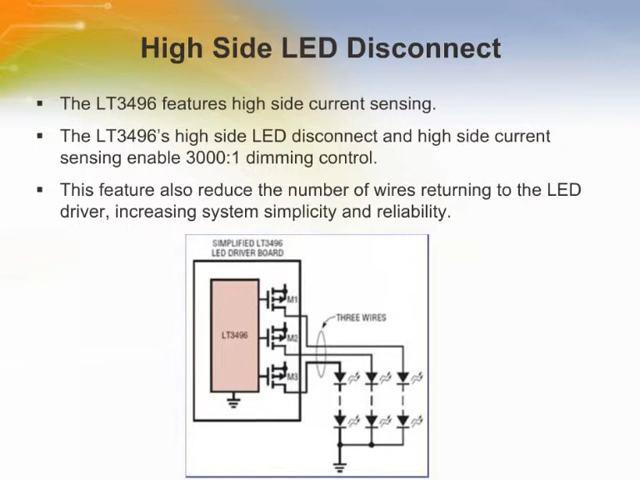 High Side LED Disconnect
▪ The LT3496 features high side current sensing.
▪ The LT3496's high side LED disconnect and high side current
sensing enable 3000:1 dimming control.
▪ This feature also reduce the number of wires returning to the LED
driver, increasing system simplicity and reliability.
SIMPLIFIED LT3496
LED DRIVER BOARD
M1
THREE WIRES
LT3496
M2
M3